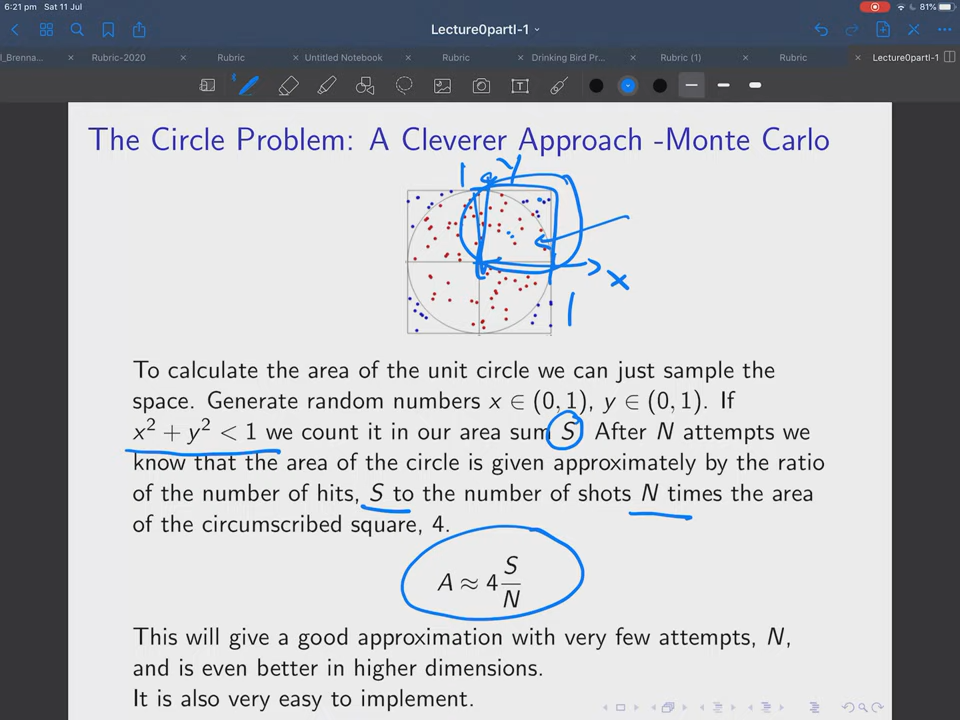 6:21 pm Sat 11 Jul
81%
Lecture0partI-1
l_Brenna...
Rubric-2020
Rubric
Untitled Notebook
Rubric
Drinking Bird Pr...
Rubric (1)
Rubric
Lecture0partI-1
The Circle Problem: A Cleverer Approach -Monte Carlo
1 y
x
1
To calculate the area of the unit circle we can just sample the
space. Generate random numbers x ∈ (0, 1), y ∈ (0, 1). If
x² + y² < 1 we count it in our area sum S. After N attempts we
know that the area of the circle is given approximately by the ratio
of the number of hits, S to the number of shots N times the area
of the circumscribed square, 4.
A ≈ 4 S/N
This will give a good approximation with very few attempts, N,
and is even better in higher dimensions.
It is also very easy to implement.